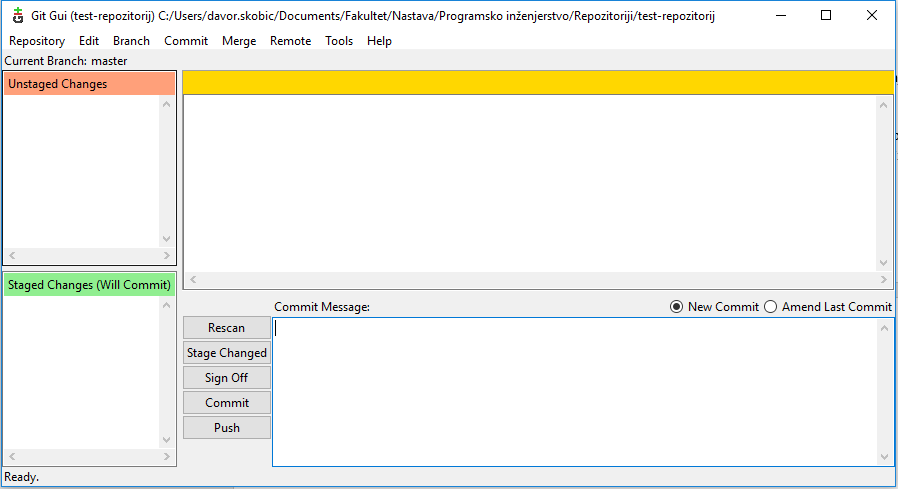 Git Gui (test-repozitorij) C:/Users/davor.skobic/Documents/Fakultet/Nastava/Programsko inženjerstvo/Repozitoriji/test-repozitorij
Repository Edit Branch Commit Merge Remote Tools Help
Current Branch: master
Unstaged Changes
Staged Changes (Will Commit)
Commit Message: New Commit Amend Last Commit
Rescan
Stage Changed
Sign Off
Commit
Push
Ready.